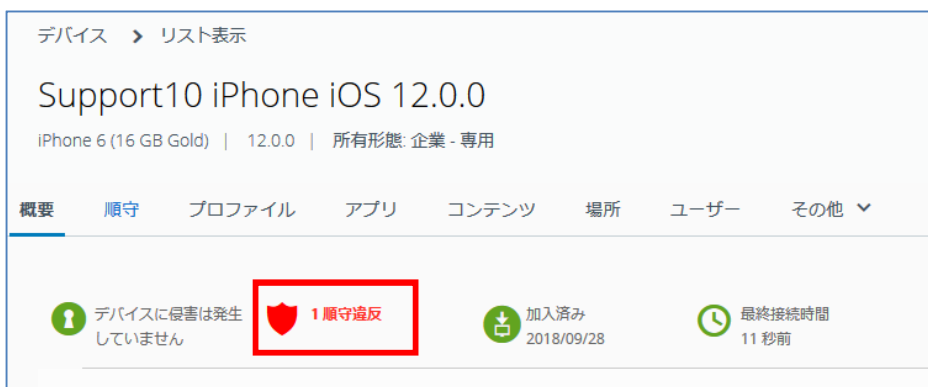 デバイス > リスト表示
Support10 iPhone iOS 12.0.0
iPhone 6 (16 GB Gold) | 12.0.0 | 所有形態: 企業 - 専用
概要 順守 プロファイル アプリ コンテンツ 場所 ユーザー その他
デバイスに侵害は発生 1 順守違反 加入済み 最終接続時間
していません 2018/09/28 11 秒前